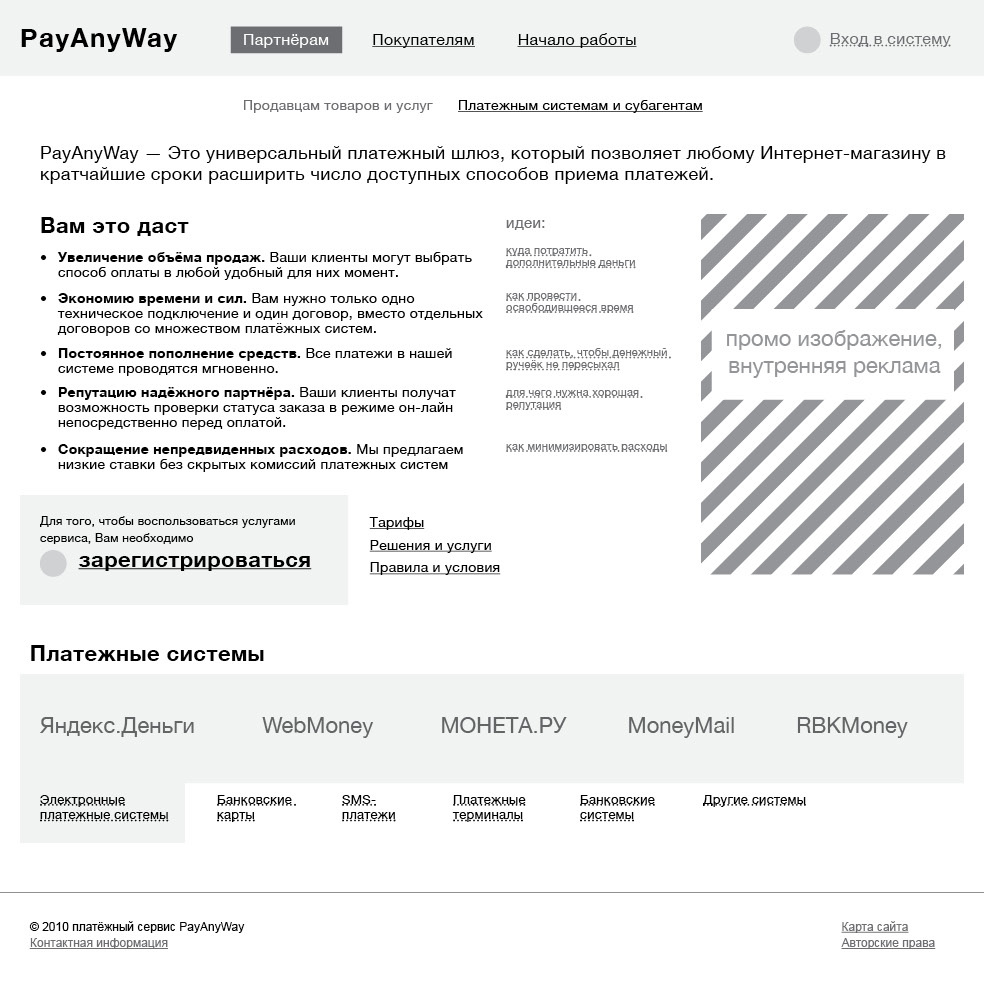 PayAnyWay
Партнёрам
Покупателям
Начало работы
Вход в систему
Продавцам товаров и услуг
Платежным системам и субагентам
PayAnyWay — Это универсальный платежный шлюз, который позволяет любому Интернет-магазину в
кратчайшие сроки расширить число доступных способов приема платежей.
Вам это даст
• Увеличение объёма продаж. Ваши клиенты могут выбрать
способ оплаты в любой удобный для них момент.
• Экономию времени и сил. Вам нужно только одно
техническое подключение и один договор, вместо отдельных
договоров со множеством платёжных систем.
• Постоянное пополнение средств. Все платежи в нашей
системе проводятся мгновенно.
• Репутацию надёжного партнёра. Ваши клиенты получат
возможность проверки статуса заказа в режиме он-лайн
непосредственно перед оплатой.
• Сокращение непредвиденных расходов. Мы предлагаем
низкие ставки без скрытых комиссий платежных систем
идеи:
куда потратить
дополнительные деньги
как провести
освободившееся время
как сделать, чтобы денежный
ручеёк не пересыхал
для чего нужна хорошая
репутация
как минимизировать расходы
промо изображение,
внутренняя реклама
Для того, чтобы воспользоваться услугами
сервиса, Вам необходимо
зарегистрироваться
Тарифы
Решения и услуги
Правила и условия
Платежные системы
Яндекс.Деньги
WebMoney
МОНЕТА.РУ
MoneyMail
RBKMoney
Электронные
платежные системы
Банковские
карты
SMS-
платежи
Платежные
терминалы
Банковские
системы
Другие системы
© 2010 платёжный сервис PayAnyWay
Контактная информация
Карта сайта
Авторские права